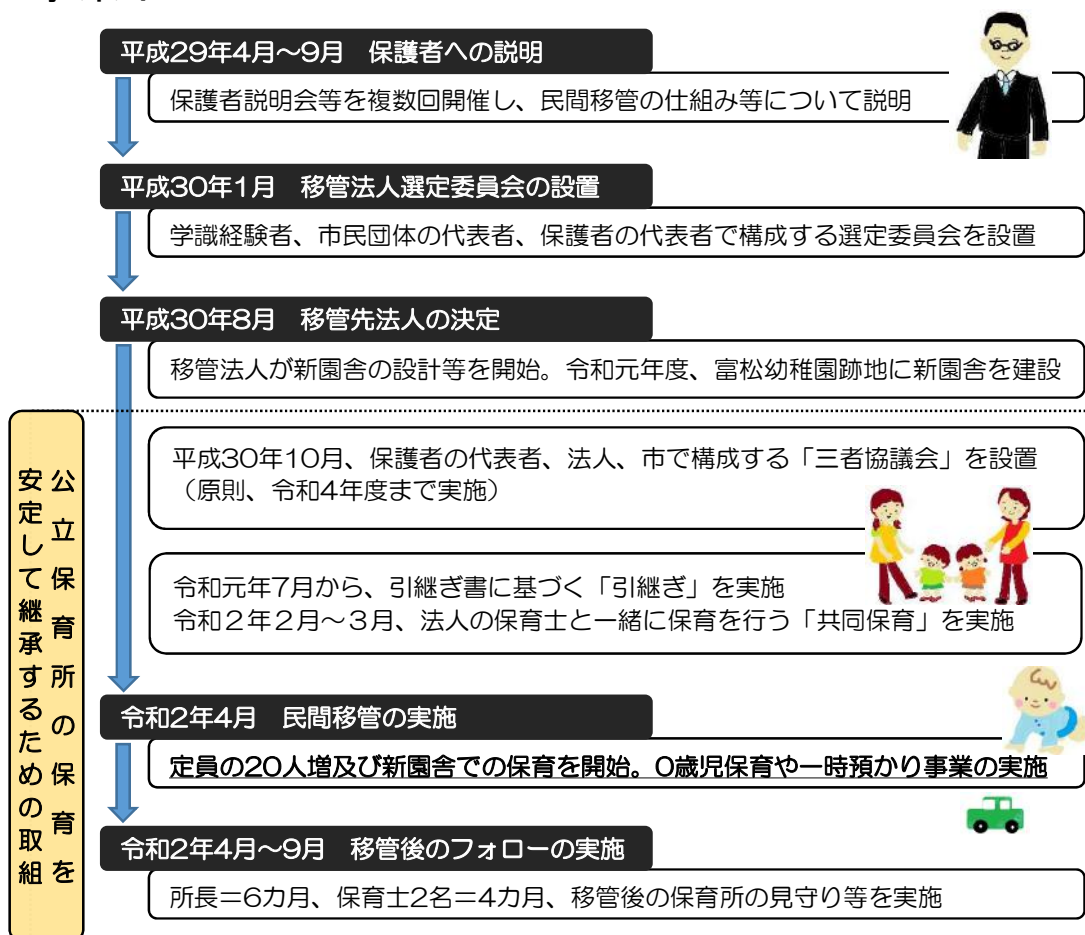 平成29年4月～9月　保護者への説明
保護者説明会等を複数回開催し、民間移管の仕組み等について説明
平成30年1月　移管法人選定委員会の設置
学識経験者、市民団体の代表者、保護者の代表者で構成する選定委員会を設置
平成30年8月　移管先法人の決定
移管法人が新園舎の設計等を開始。令和元年度、富松幼稚園跡地に新園舎を建設
公立保育所の保育を
安定して継承するための取組
平成30年10月、保護者の代表者、法人、市で構成する「三者協議会」を設置
（原則、令和4年度まで実施）
令和元年7月から、引継ぎ書に基づく「引継ぎ」を実施
令和２年２月～３月、法人の保育士と一緒に保育を行う「共同保育」を実施
令和2年4月　民間移管の実施
定員の20人増及び新園舎での保育を開始。0歳児保育や一時預かり事業の実施
令和2年4月～9月　移管後のフォローの実施
所長＝6カ月、保育士2名＝4カ月、移管後の保育所の見守り等を実施